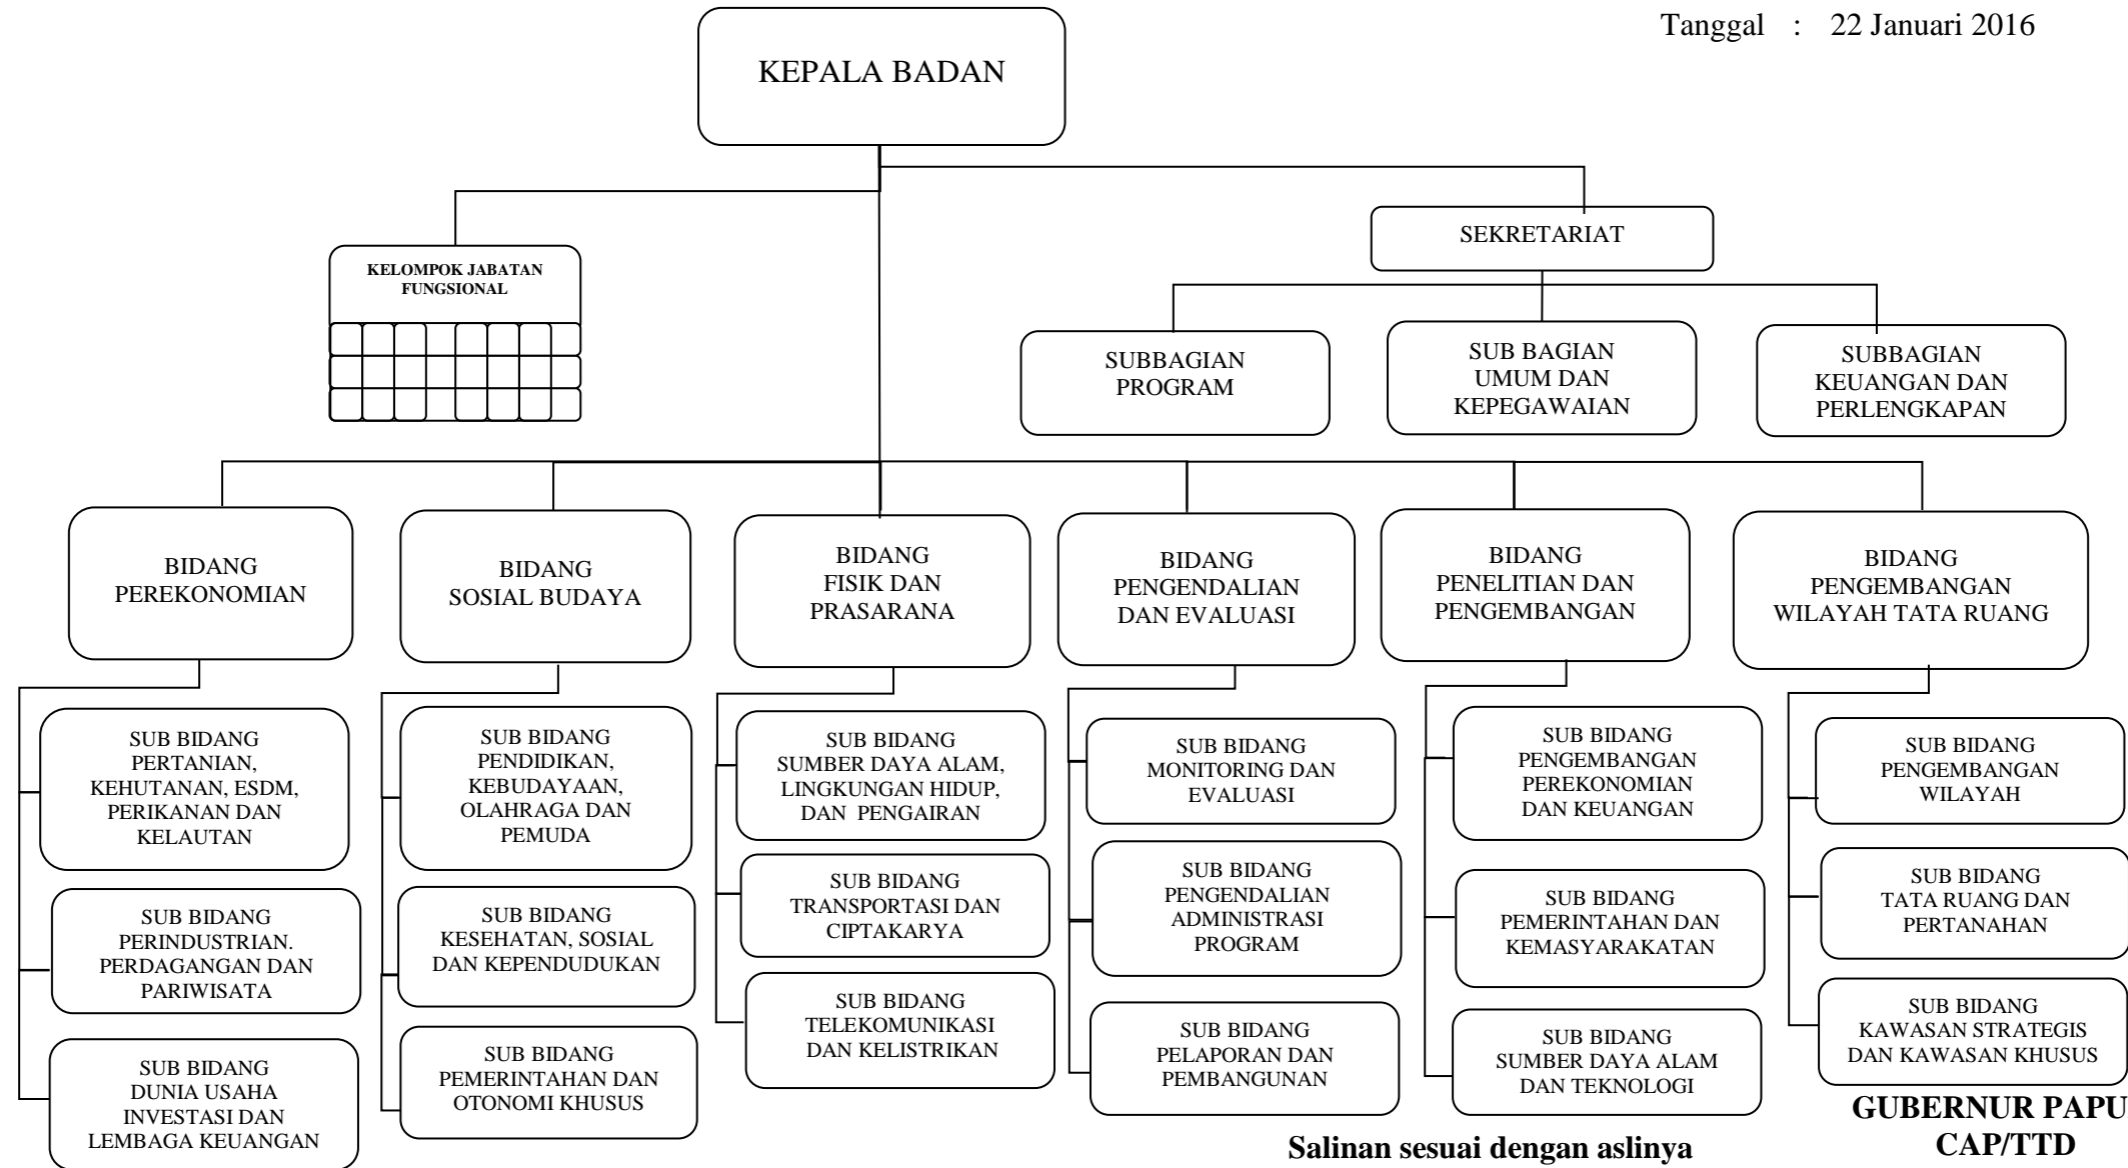 Tanggal : 22 Januari 2016
KEPALA BADAN
SEKRETARIAT
KELOMPOK JABATAN
FUNGSIONAL
SUBBAGIAN
PROGRAM
SUB BAGIAN
UMUM DAN
KEPEGAWAIAN
SUBBAGIAN
KEUANGAN DAN
PERLENGKAPAN
BIDANG
PEREKONOMIAN
BIDANG
SOSIAL BUDAYA
BIDANG
FISIK DAN
PRASARANA
BIDANG
PENGENDALIAN
DAN EVALUASI
BIDANG
PENELITIAN DAN
PENGEMBANGAN
BIDANG
PENGEMBANGAN
WILAYAH TATA RUANG
SUB BIDANG
PERTANIAN,
KEHUTANAN, ESDM,
PERIKANAN DAN
KELAUTAN
SUB BIDANG
PERINDUSTRIAN.
PERDAGANGAN DAN
PARIWISATA
SUB BIDANG
DUNIA USAHA
INVESTASI DAN
LEMBAGA KEUANGAN
SUB BIDANG
PENDIDIKAN,
KEBUDAYAAN,
OLAHRAGA DAN
PEMUDA
SUB BIDANG
KESEHATAN, SOSIAL
DAN KEPENDUDUKAN
SUB BIDANG
PEMERINTAHAN DAN
OTONOMI KHUSUS
SUB BIDANG
SUMBER DAYA ALAM,
LINGKUNGAN HIDUP,
DAN PENGAIRAN
SUB BIDANG
TRANSPORTASI DAN
CIPTAKARYA
SUB BIDANG
TELEKOMUNIKASI
DAN KELISTRIKAN
SUB BIDANG
MONITORING DAN
EVALUASI
SUB BIDANG
PENGENDALIAN
ADMINISTRASI
PROGRAM
SUB BIDANG
PELAPORAN DAN
PEMBANGUNAN
SUB BIDANG
PENGEMBANGAN
PEREKONOMIAN
DAN KEUANGAN
SUB BIDANG
PEMERINTAHAN DAN
KEMASYARAKATAN
SUB BIDANG
SUMBER DAYA ALAM
DAN TEKNOLOGI
SUB BIDANG
PENGEMBANGAN
WILAYAH
SUB BIDANG
TATA RUANG DAN
PERTANAHAN
SUB BIDANG
KAWASAN STRATEGIS
DAN KAWASAN KHUSUS
GUBERNUR PAPU
CAP/TTD
Salinan sesuai dengan aslinya